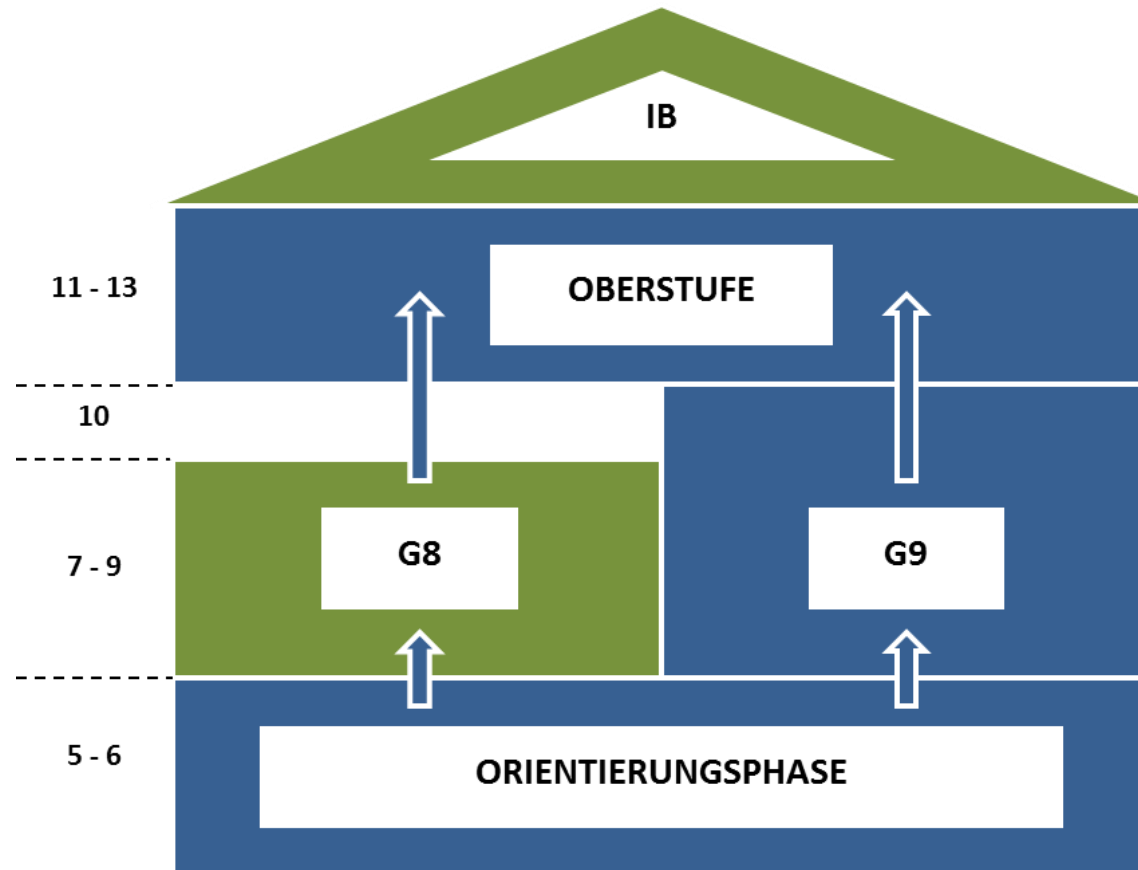 IB
11 - 13
OBERSTUFE
10
7 - 9
G8
G9
5 - 6
ORIENTIERUNGSPHASE